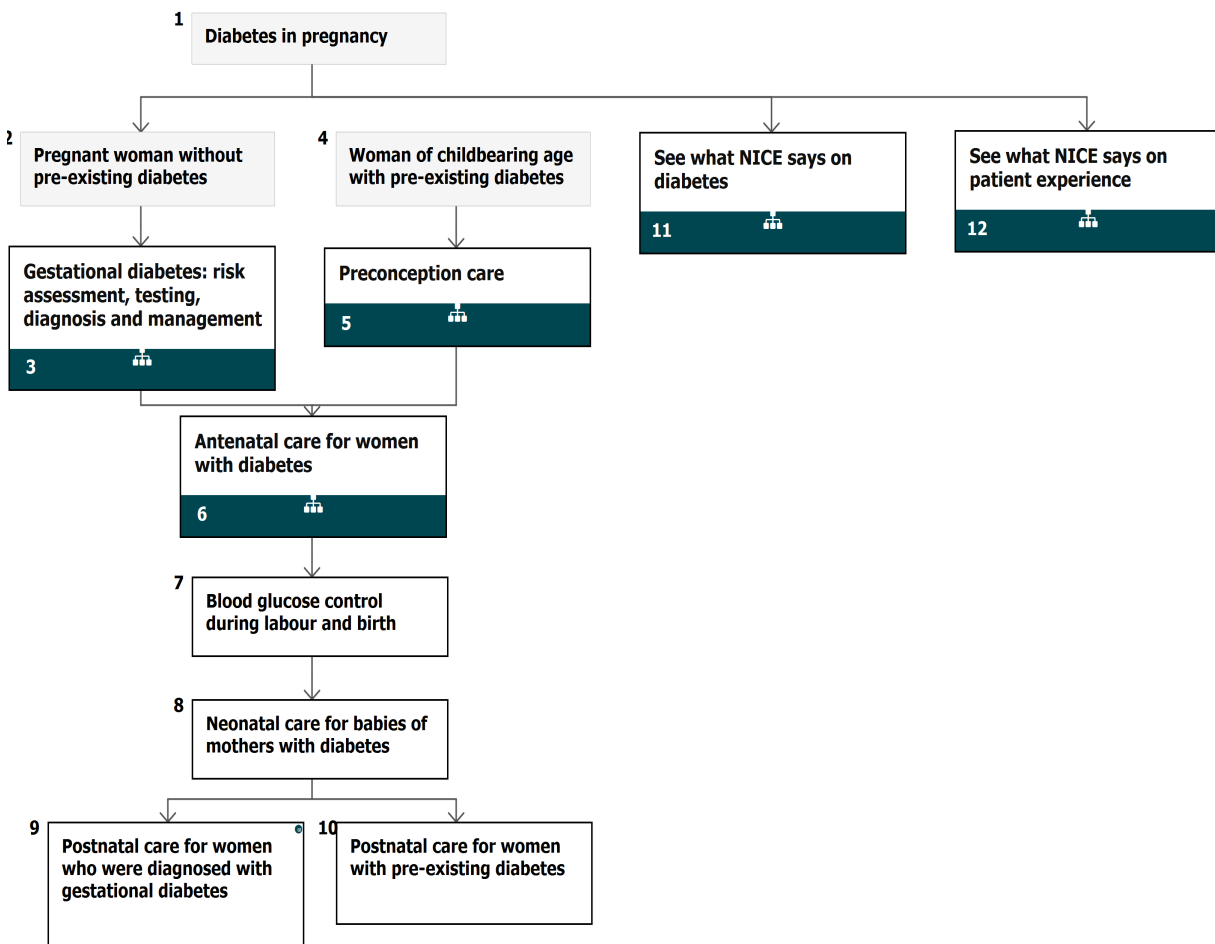 1
Diabetes in pregnancy
2
Pregnant woman without
pre-existing diabetes
4
Woman of childbearing age
with pre-existing diabetes
See what NICE says on
diabetes
11
See what NICE says on
patient experience
12
Gestational diabetes: risk
assessment, testing,
diagnosis and management
3
Preconception care
5
Antenatal care for women
with diabetes
6
7
Blood glucose control
during labour and birth
8
Neonatal care for babies of
mothers with diabetes
9
Postnatal care for women
who were diagnosed with
gestational diabetes
10
Postnatal care for women
with pre-existing diabetes